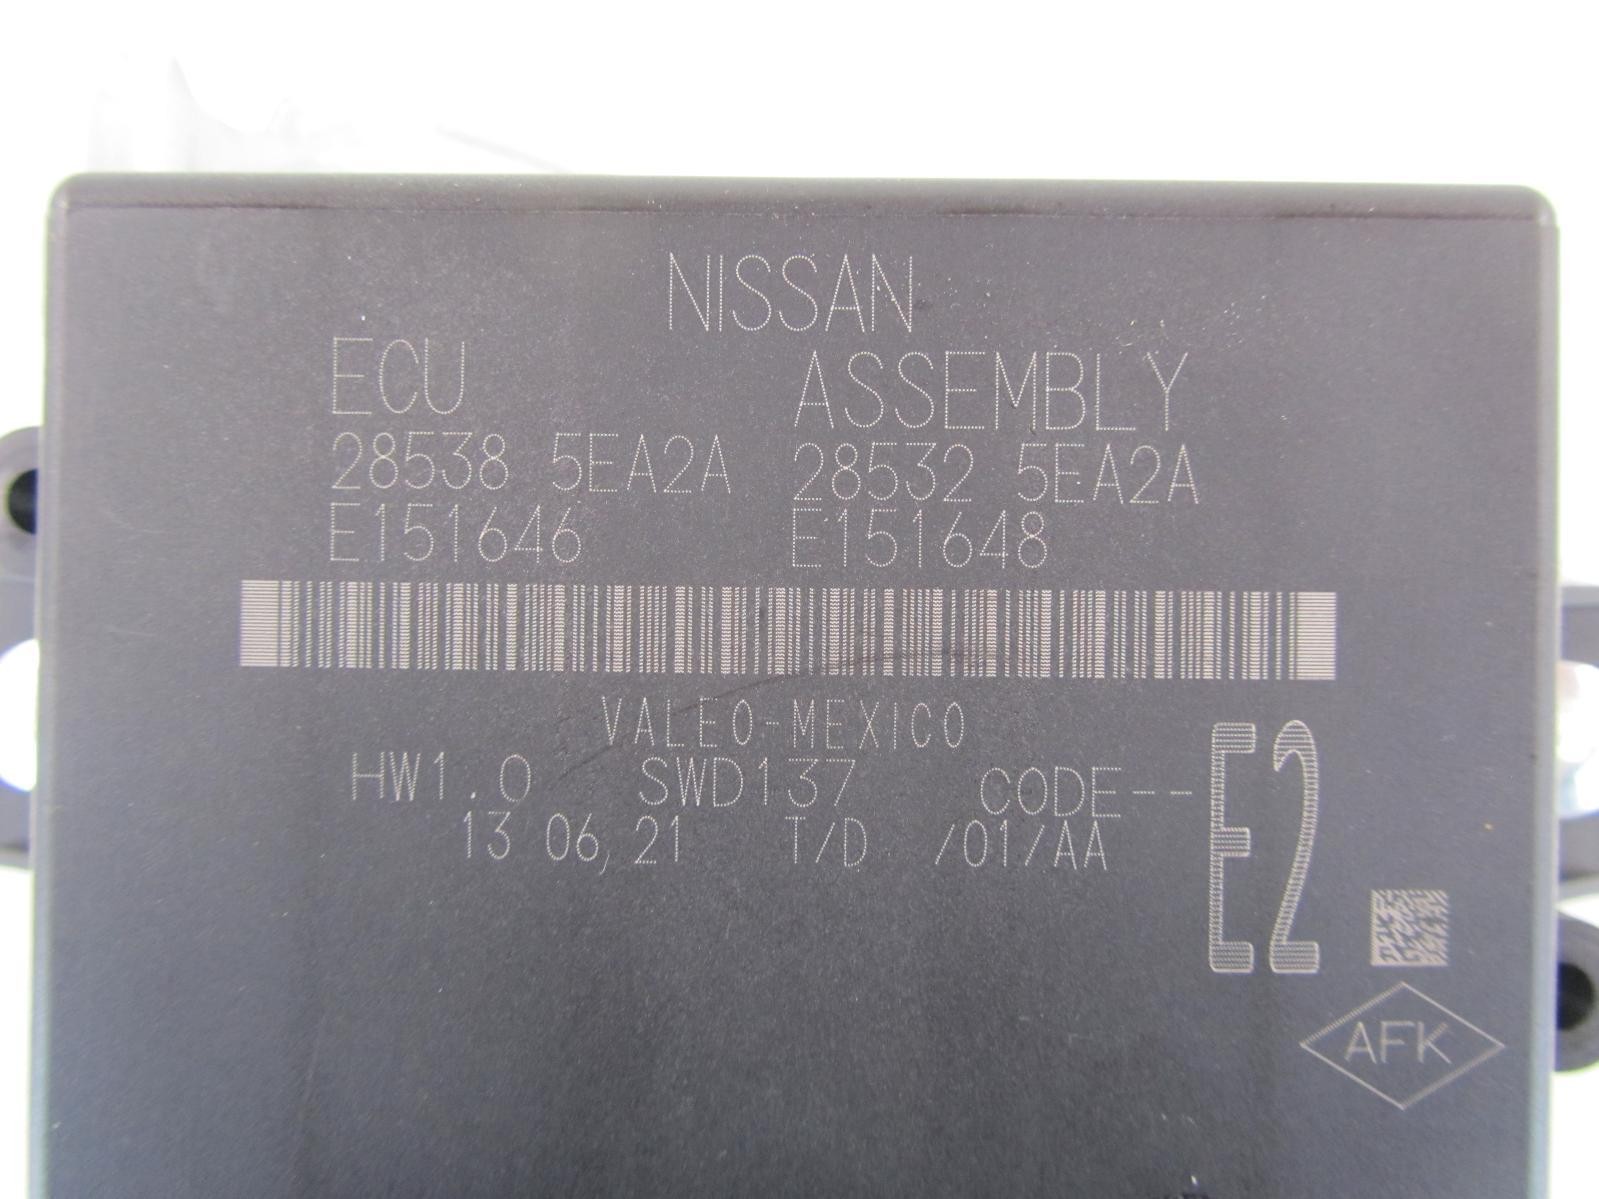 NISSAN
ECU ASSEMBLY
28538 5EA2A 28532 5EA2A
E151646 E151648
VALEO-MEXICO
HW1.0 SWD137 CODE--
E2
13 06,21 T/D /01/AA
AFK